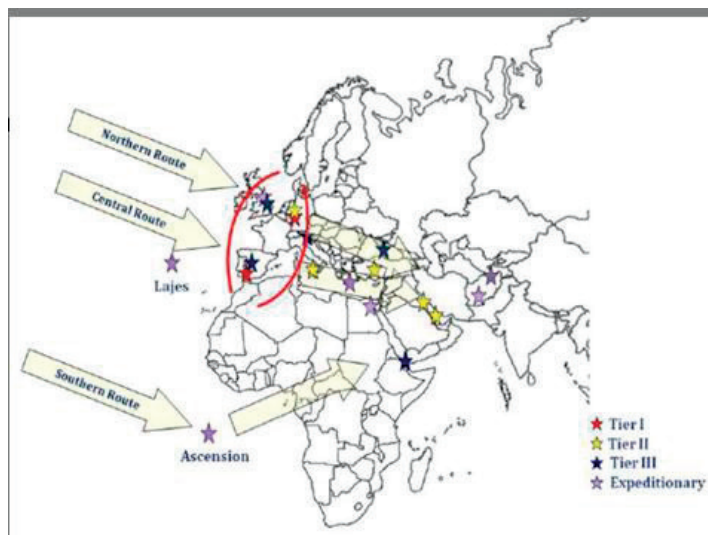 Northern Route
Central Route
Lajes
Southern Route
Ascension
Tier I
Tier II
Tier III
Expeditionary